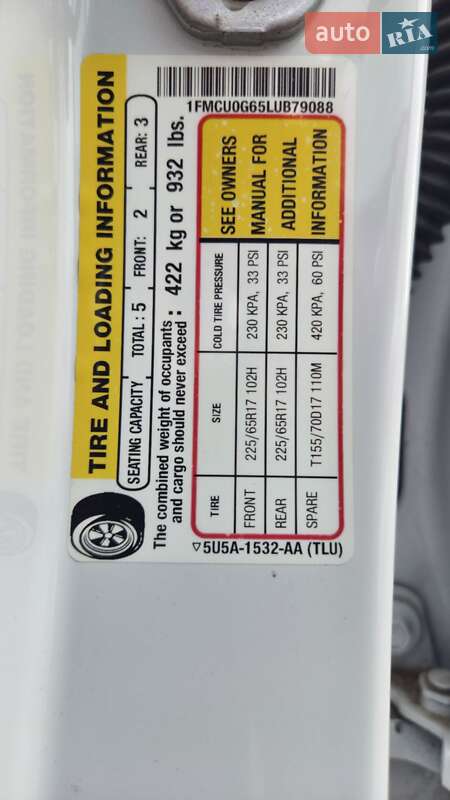 auto RIA.com
TIRE AND LOADING INFORMATION
SEATING CAPACITY TOTAL : 5 FRONT: 2 REAR: 3
The combined weight of occupants
and cargo should never exceed : 422 kg or 932 lbs.
1FMCU0G65LUB79088
TIRE SIZE COLD TIRE PRESSURE SEE OWNERS
FRONT 225/65R17 102H 230 KPA, 33 PSI MANUAL FOR
REAR 225/65R17 102H 230 KPA, 33 PSI ADDITIONAL
SPARE T155/70D17 110M 420 KPA, 60 PSI INFORMATION
▽5U5A-1532-AA (TLU)